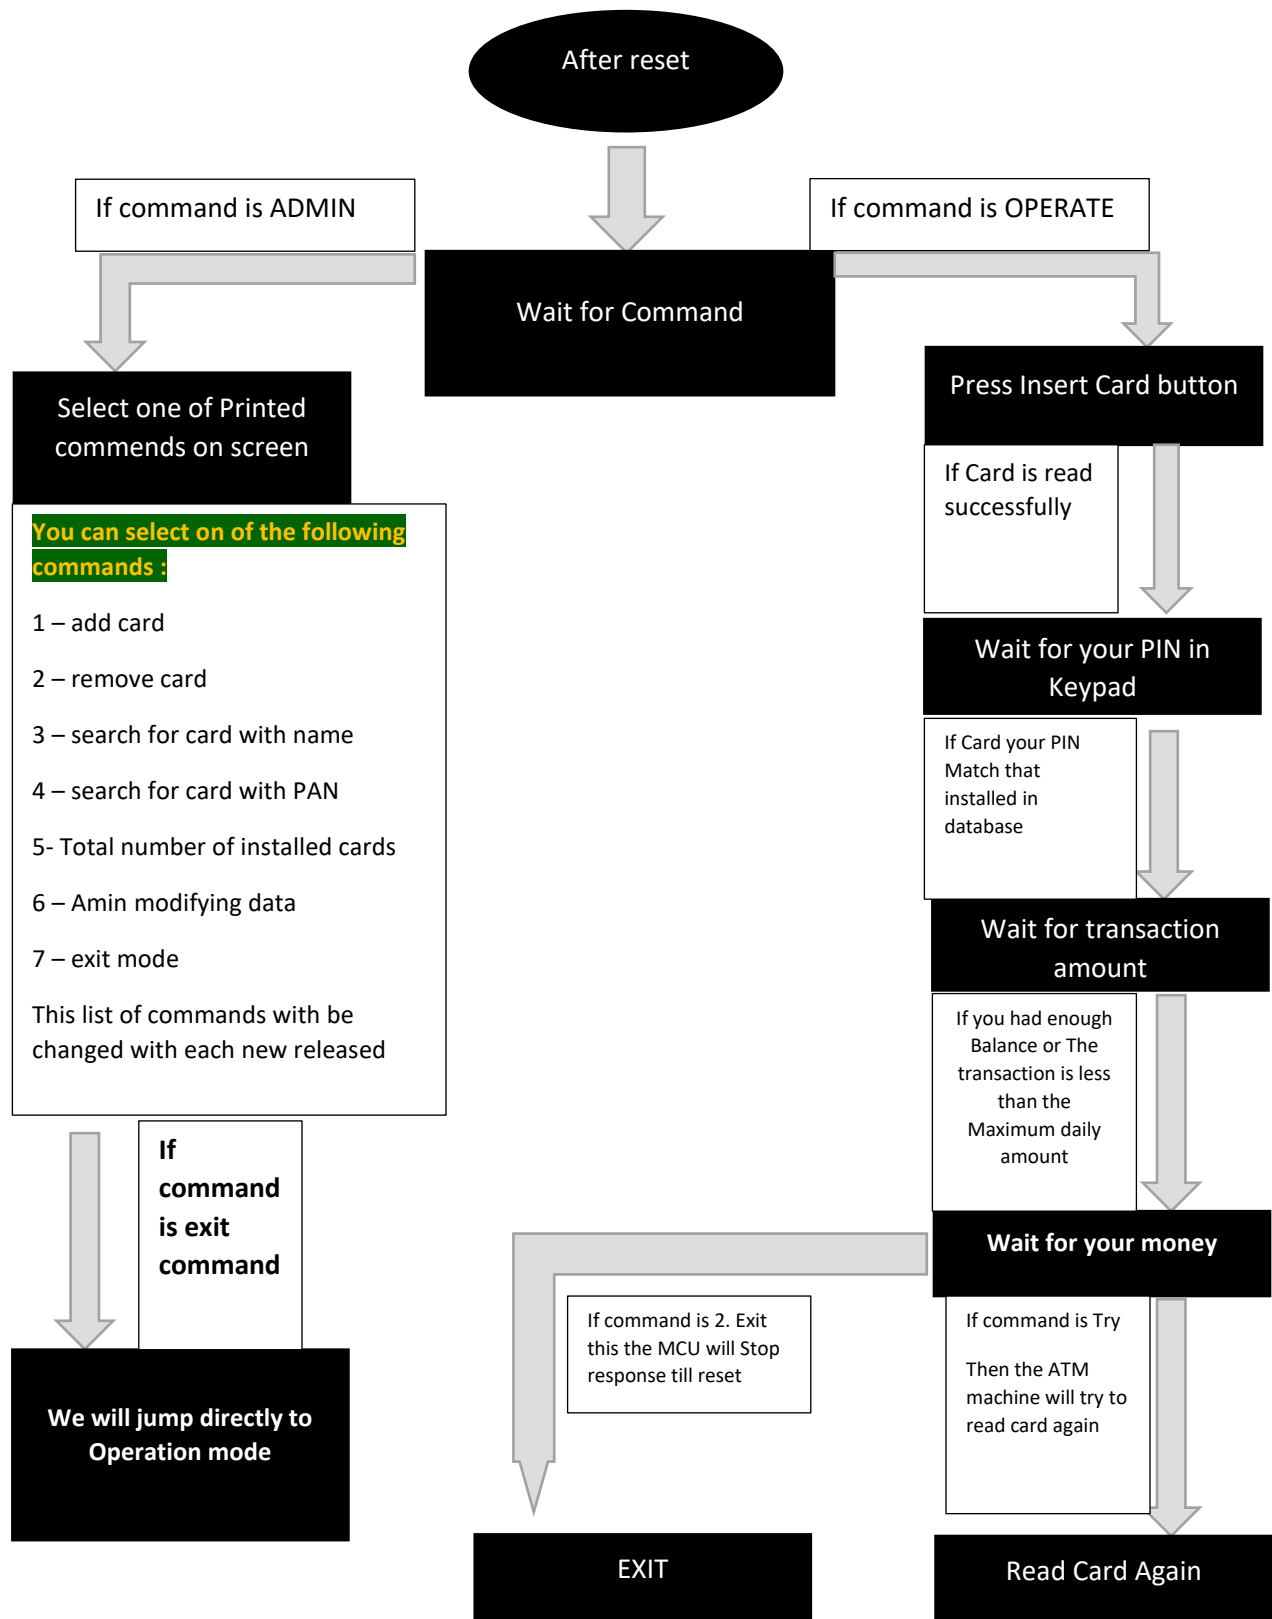 After reset
If command is ADMIN
If command is OPERATE
Wait for Command
Press Insert Card button
Select one of Printed
commends on screen
If Card is read
successfully
You can select on of the following
commands :
1 – add card
2 – remove card
3 – search for card with name
4 – search for card with PAN
5- Total number of installed cards
6 – Amin modifying data
7 – exit mode
This list of commands with be
changed with each new released
Wait for your PIN in
Keypad
If Card your PIN
Match that
installed in
database
Wait for transaction
amount
If you had enough
Balance or The
transaction is less
than the
Maximum daily
amount
If
command
is exit
command
Wait for your money
If command is 2. Exit
this the MCU will Stop
response till reset
If command is Try
Then the ATM
machine will try to
read card again
We will jump directly to
Operation mode
EXIT
Read Card Again